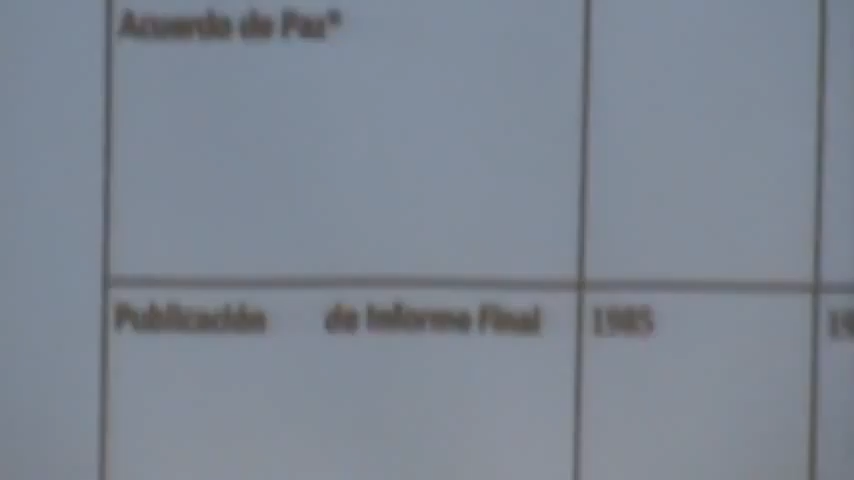 Acuerdo de Paz*
Publicación de Informe Final 1985